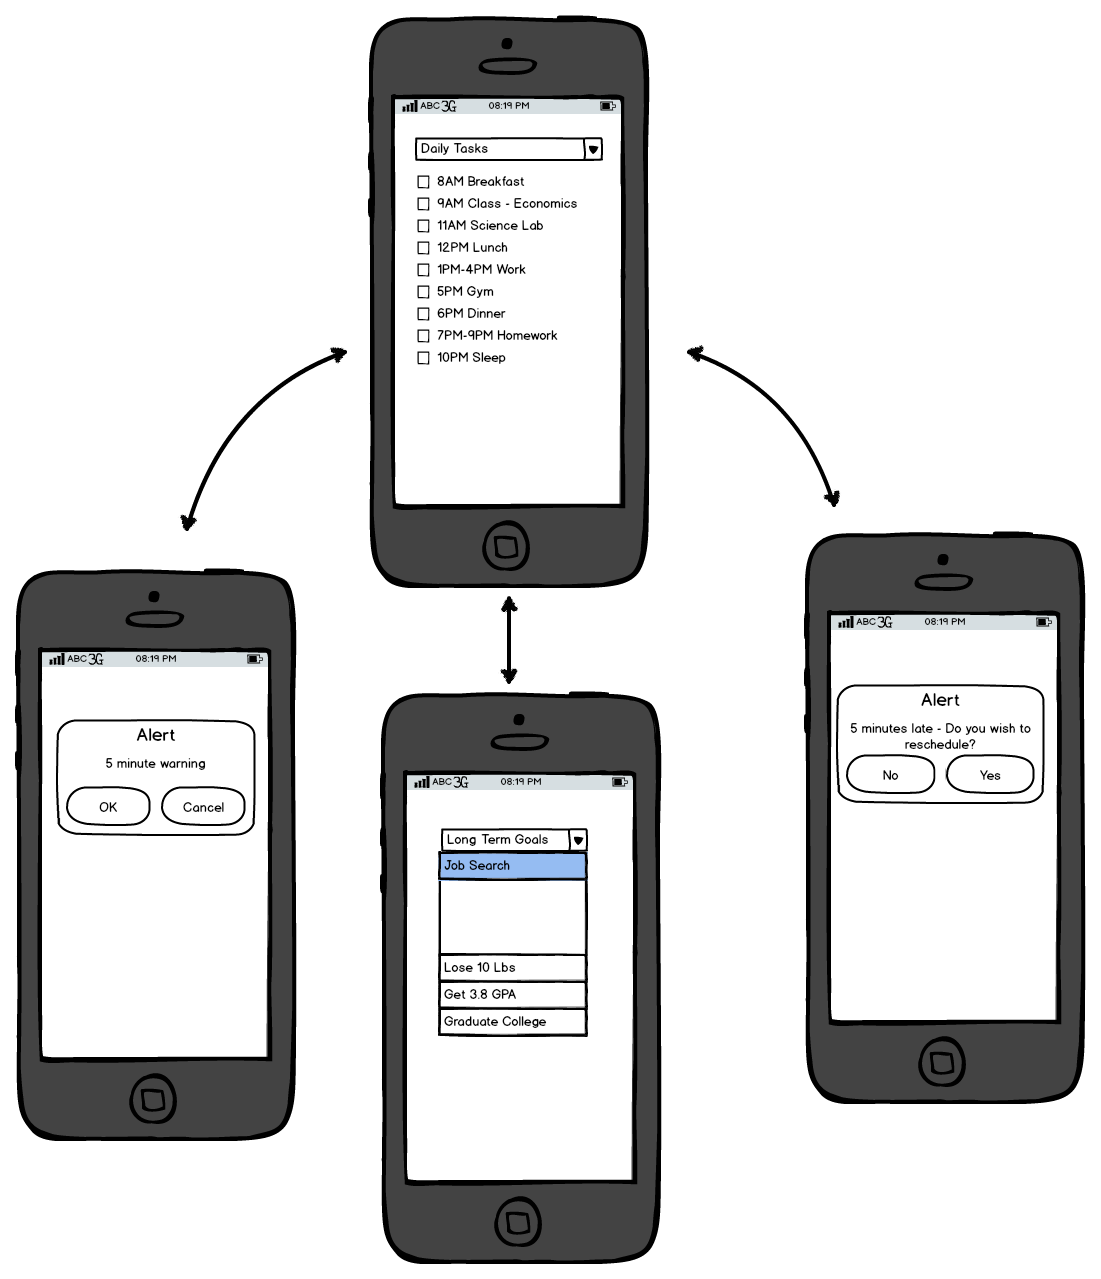 ABC 3G 08:19 PM
Daily Tasks
8AM Breakfast
9AM Class - Economics
11AM Science Lab
12PM Lunch
1PM-4PM Work
5PM Gym
6PM Dinner
7PM-9PM Homework
10PM Sleep
ABC 3G 08:19 PM
Alert
5 minute warning
OK Cancel
ABC 3G 08:19 PM
Long Term Goals
Job Search
Lose 10 Lbs
Get 3.8 GPA
Graduate College
ABC 3G 08:19 PM
Alert
5 minutes late - Do you wish to
reschedule?
No Yes